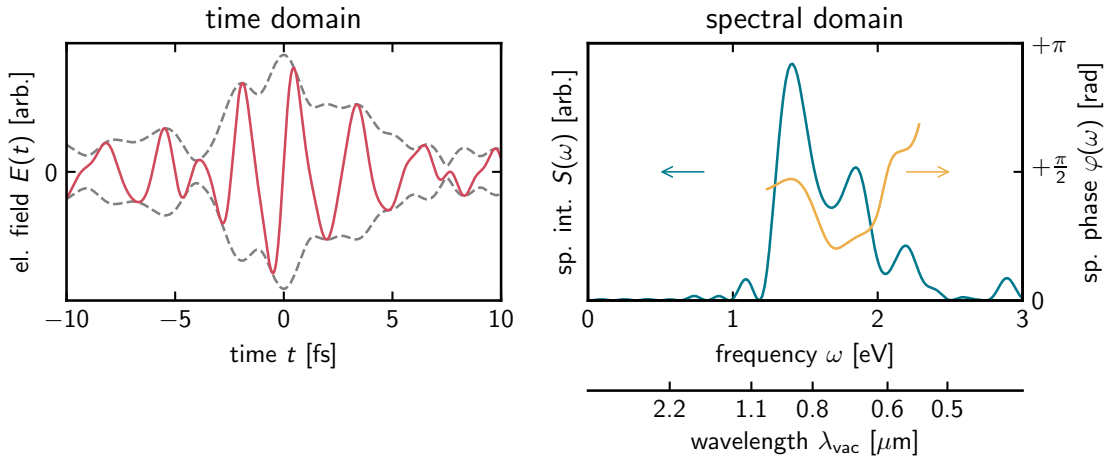 time domain
el. field E(t) [arb.]
0
−10 −5 0 5 10
time t [fs]
spectral domain
sp. int. S(ω) [arb.]
+π
+π/2
0
sp. phase φ(ω) [rad]
0 1 2 3
frequency ω [eV]
2.2 1.1 0.8 0.6 0.5
wavelength λvac [μm]